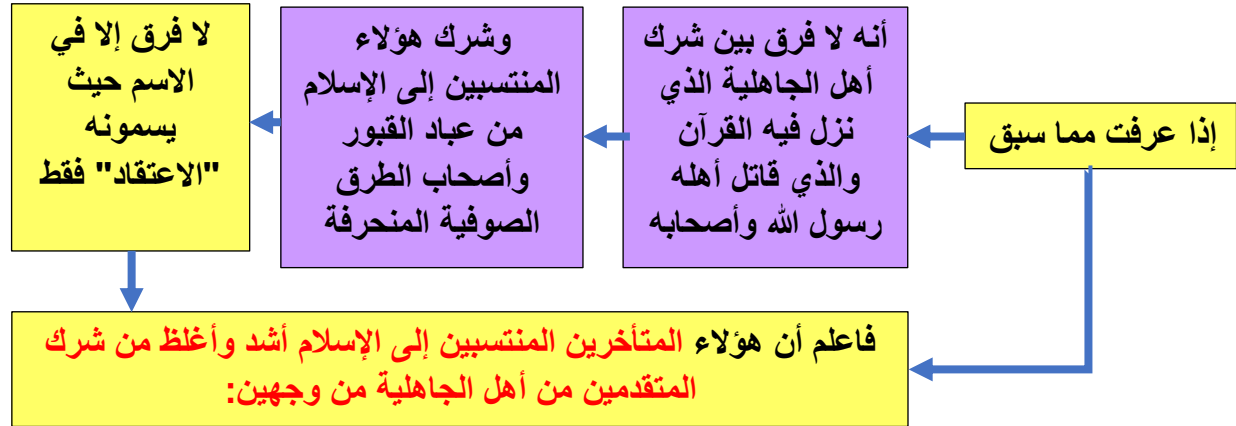 إذا عرفت مما سبق
أنه لا فرق بين شرك
أهل الجاهلية الذي
نزل فيه القرآن
والذي قاتل أهله
رسول الله وأصحابه
وشرك هؤلاء
المنتسبين إلى الإسلام
من عباد القبور
وأصحاب الطرق
الصوفية المنحرفة
لا فرق إلا في
الاسم حيث
يسمونه
"الاعتقاد" فقط
فاعلم أن هؤلاء المتأخرين المنتسبين إلى الإسلام أشد وأغلظ من شرك
المتقدمين من أهل الجاهلية من وجهين: